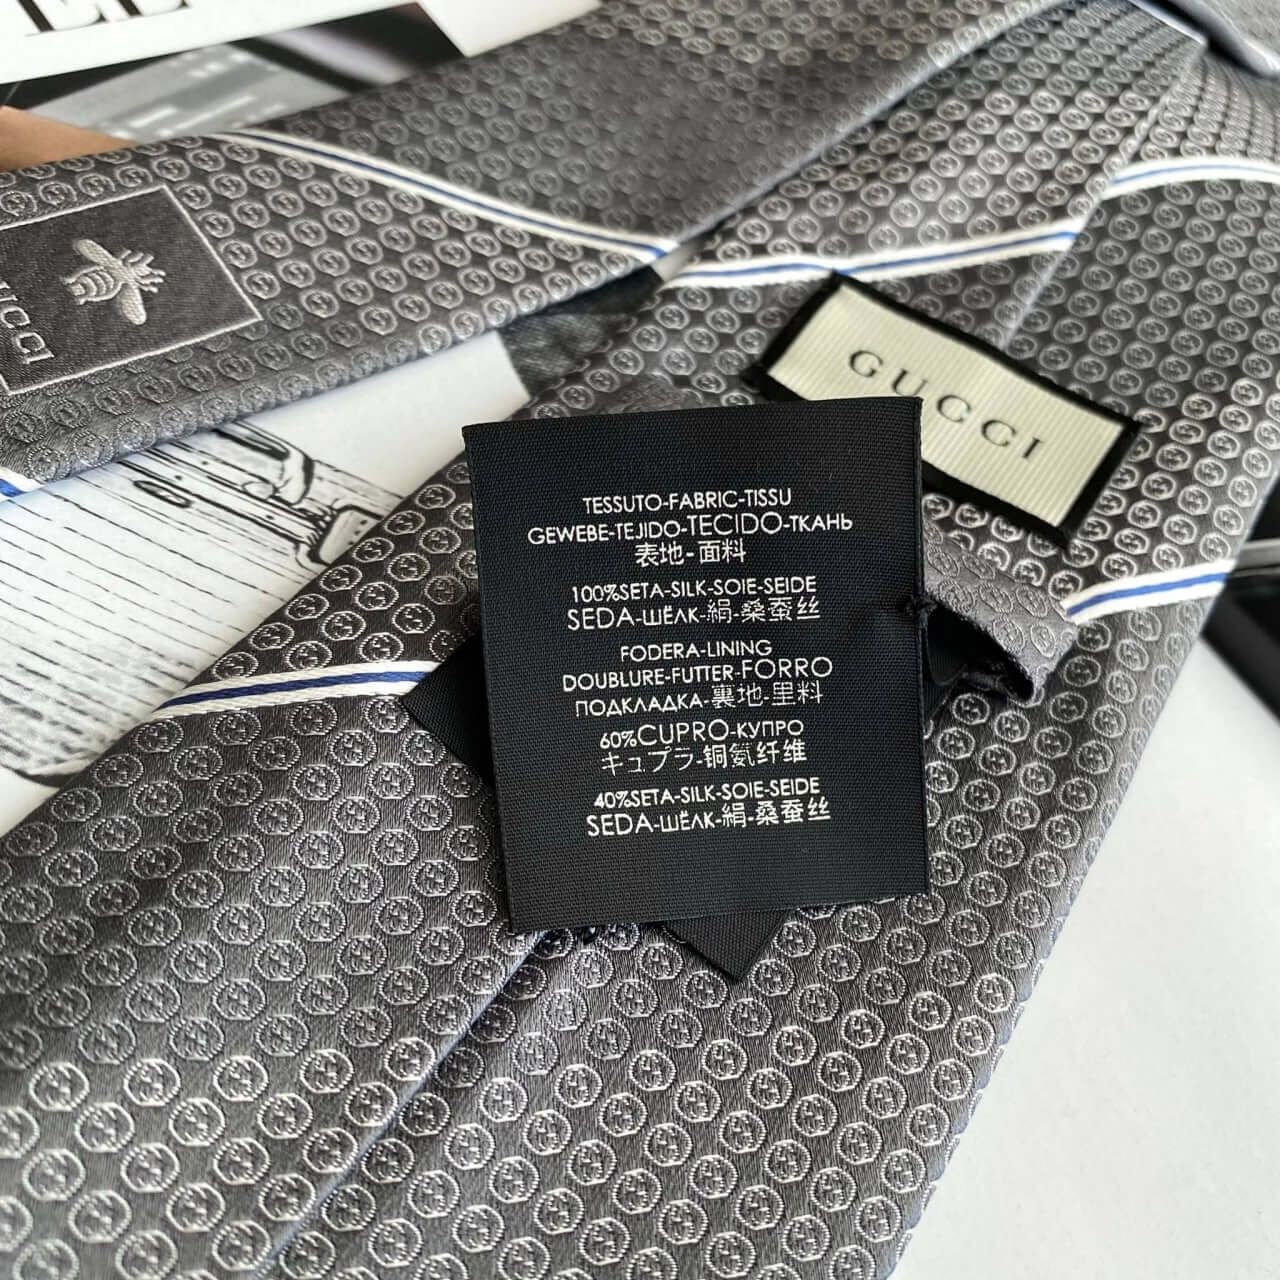 GUCCI
GUCCI
TESSUTO-FABRIC-TISSU
GEWEBE-TEJIDO-TECIDO-ТКАНЬ
表地-面料
100%SETA-SILK-SOIE-SEIDE
SEDA-ШЁЛК-絹-桑蚕丝
FODERA-LINING
DOUBLURE-FUTTER-FORRO
ПОДКЛАДКА-裏地-里料
60%CUPRO-КУПРО
キュプラ-铜氨纤维
40%SETA-SILK-SOIE-SEIDE
SEDA-ШЁЛК-絹-桑蚕丝